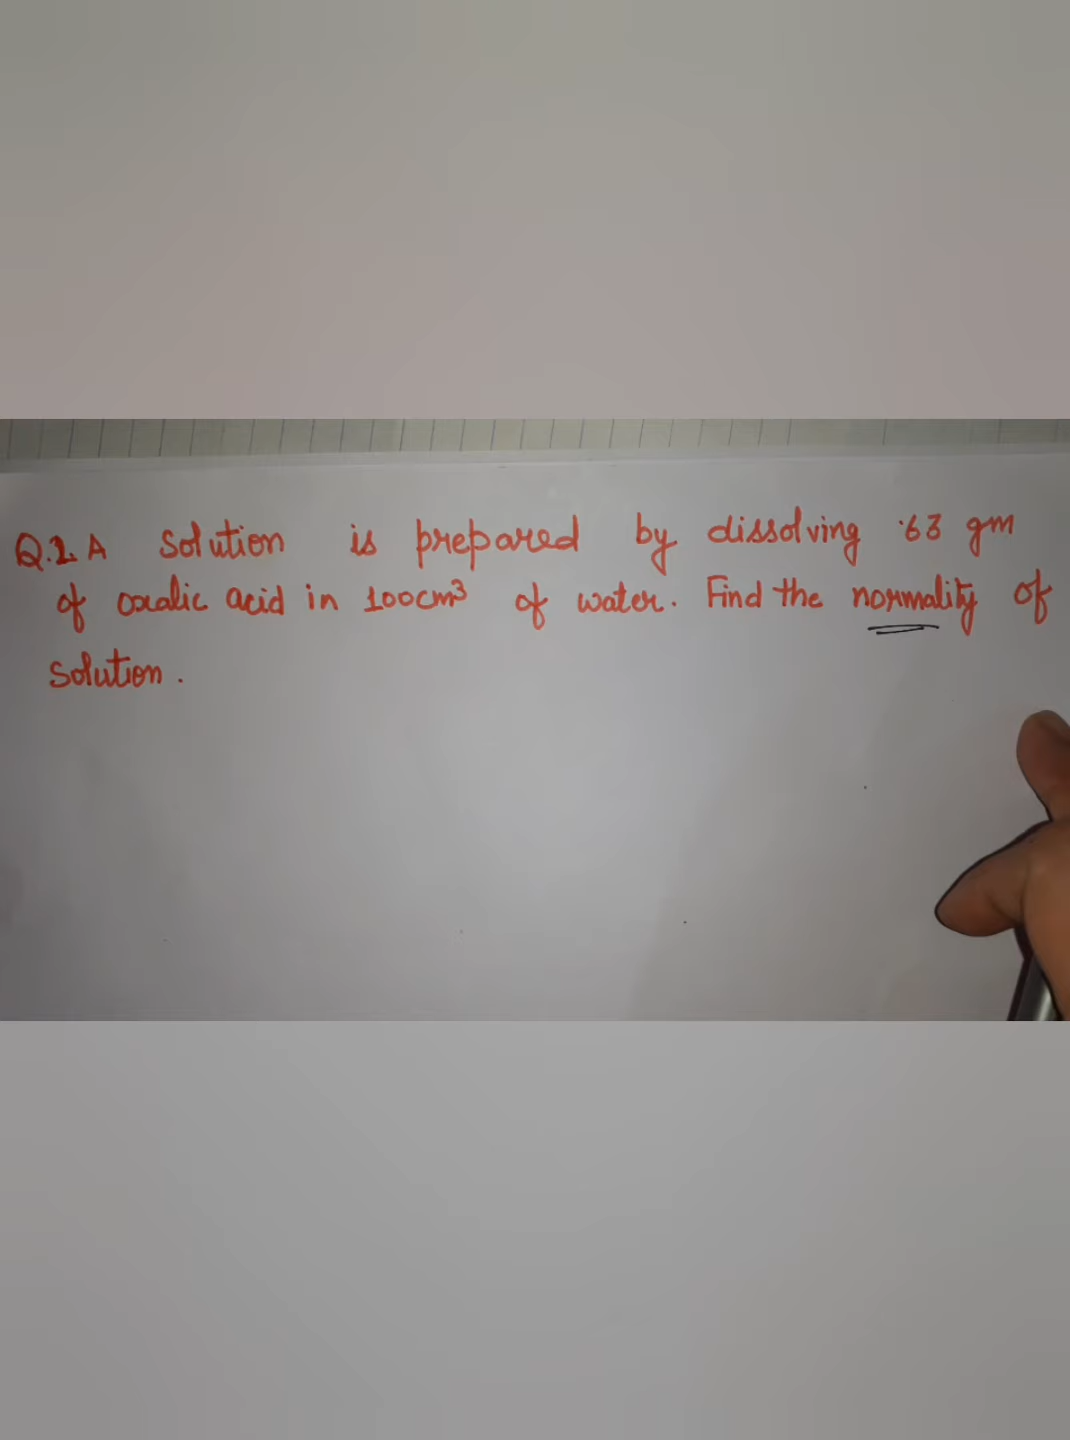 Q.1 A solution is prepared by dissolving .63 gm
of oxalic acid in 100cm³ of water. Find the normality of
solution.